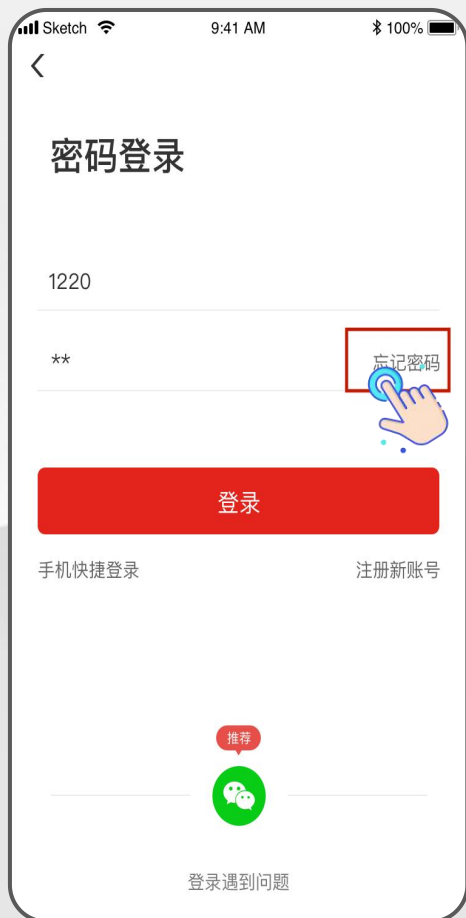 Sketch 9:41 AM 100%
密码登录
1220
** 忘记密码
登录
手机快捷登录 注册新账号
推荐
登录遇到问题